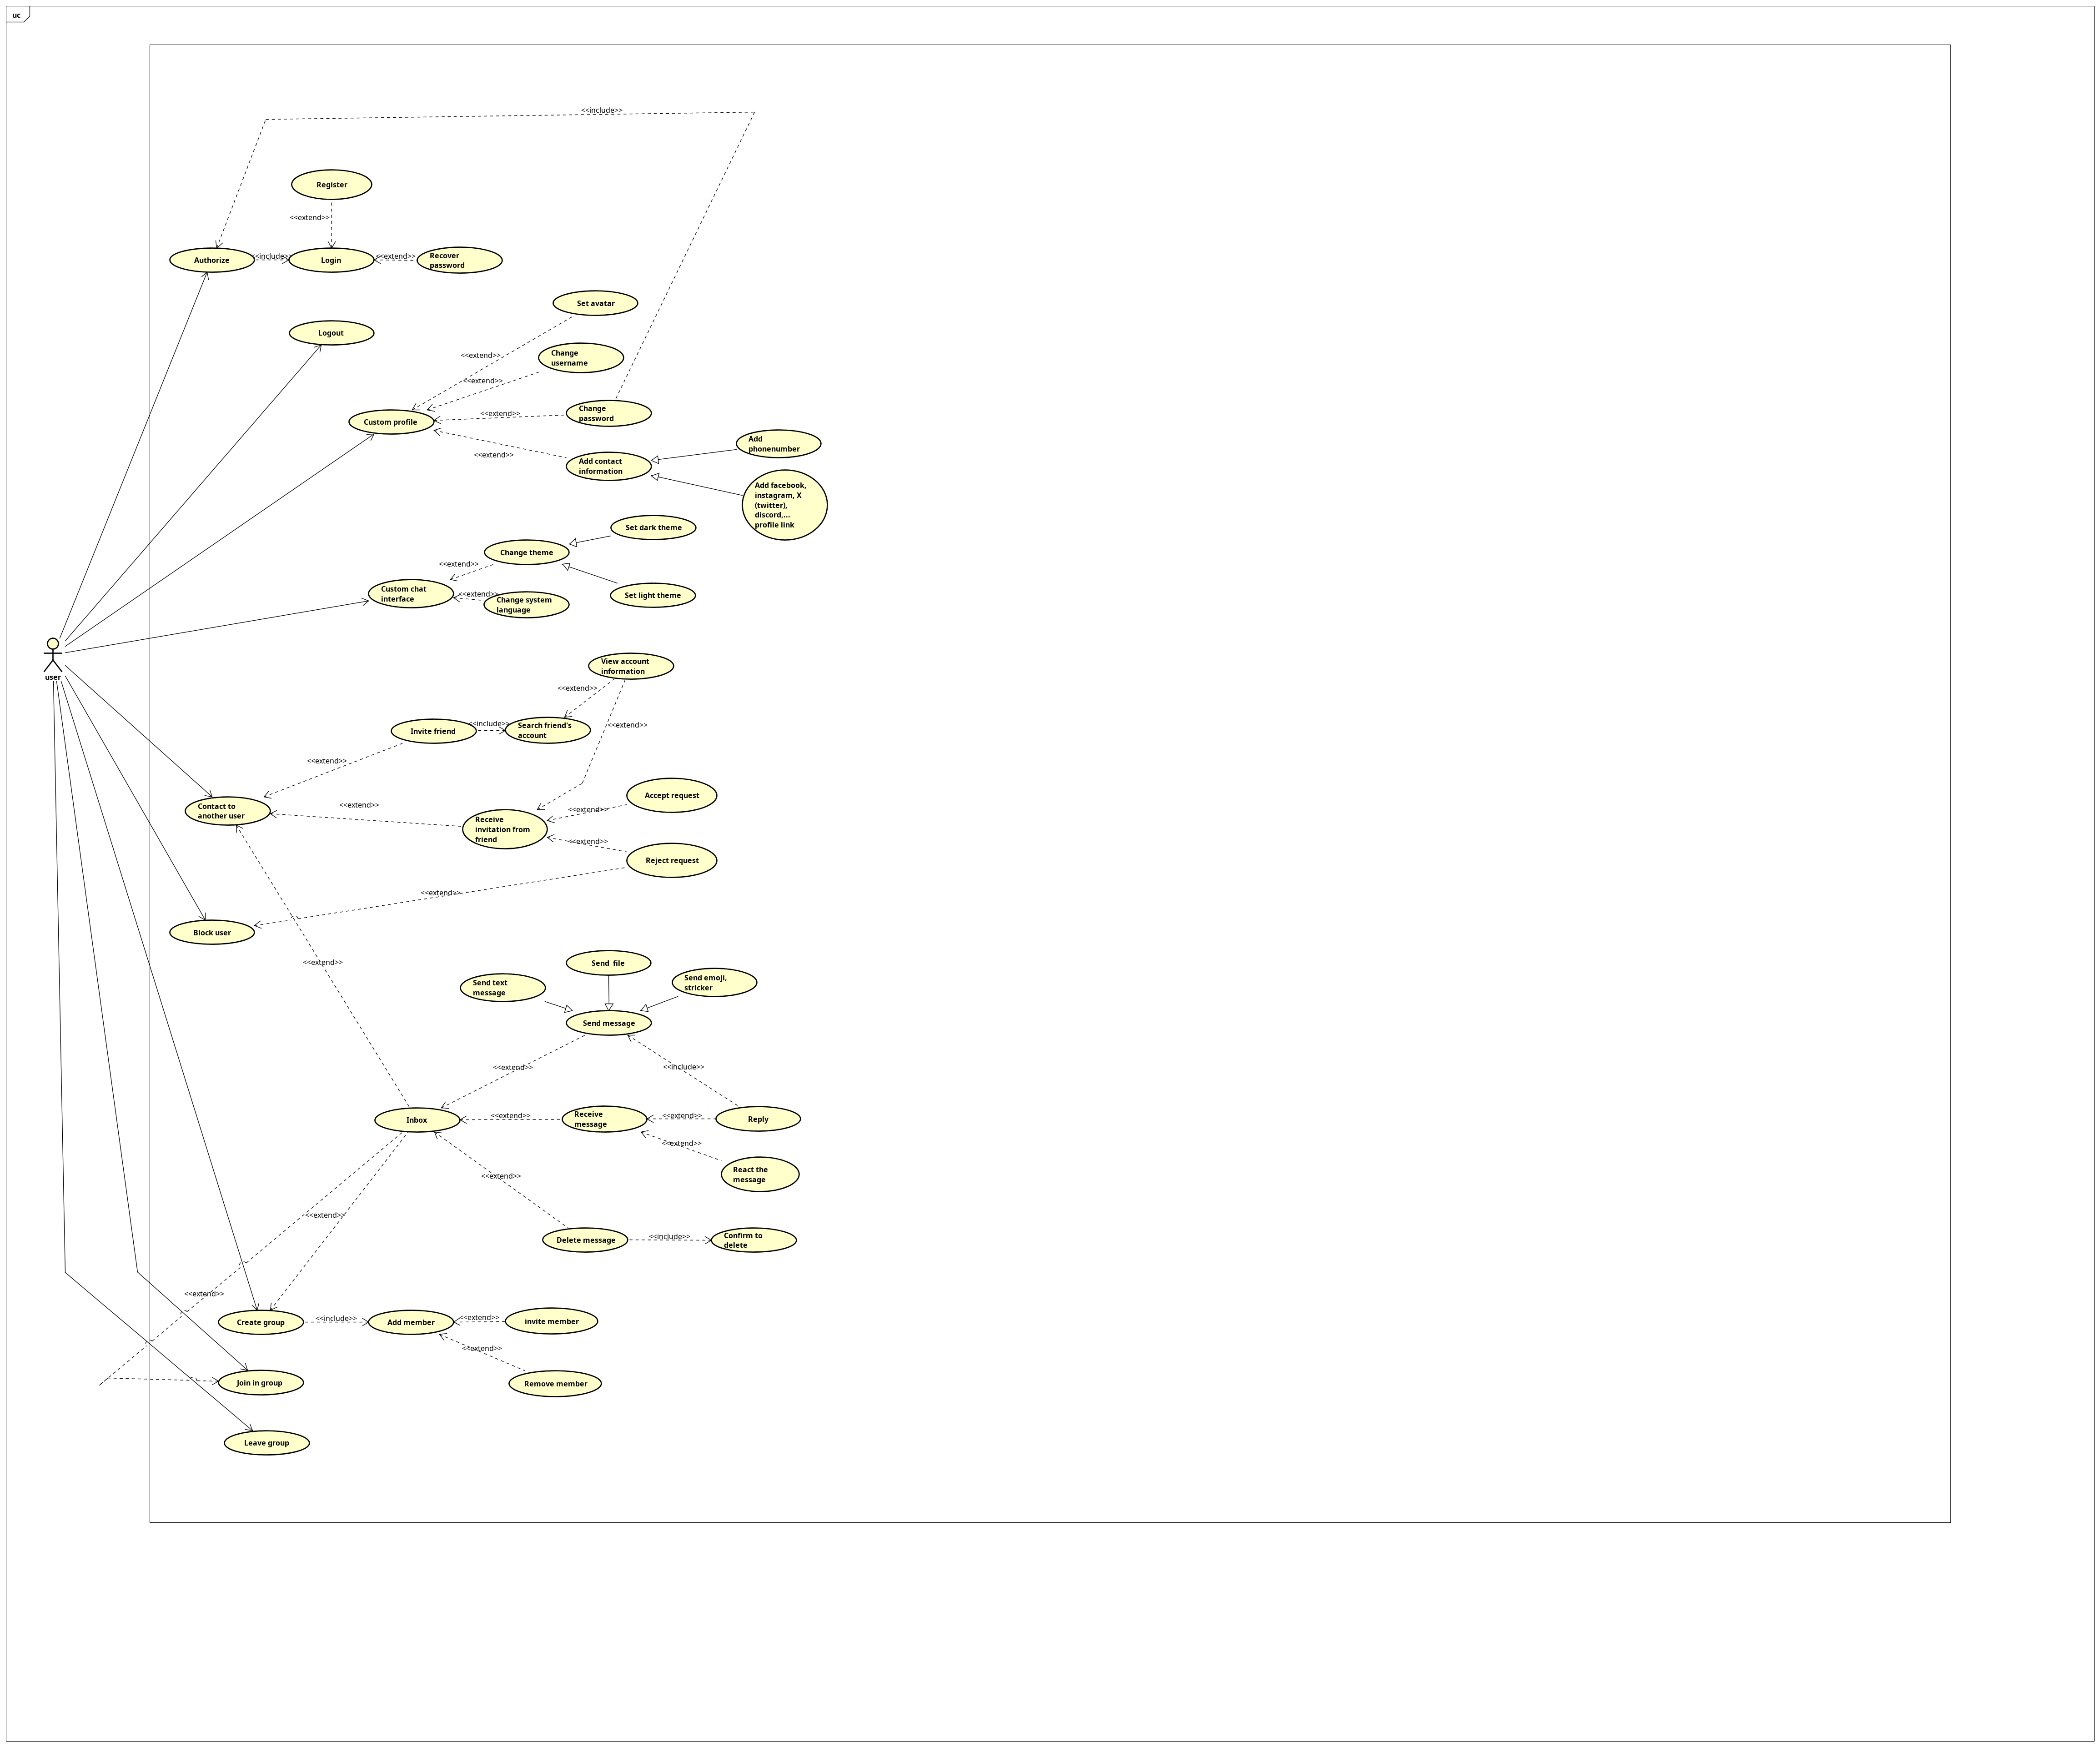 uc
<<include>>
Register
<<extend>>
Authorize
<<include>>
Login
<<extend>>
Recover
password
Set avatar
Logout
<<extend>>
Change
username
<<extend>>
Custom profile
<<extend>>
Change
password
<<extend>>
Add contact
information
Add
phonenumber
Add facebook,
instagram, X
(twitter),
discord,...
profile link
Set dark theme
Change theme
<<extend>>
Custom chat
interface
<<extend>>
Change system
language
Set light theme
user
View account
information
<<extend>>
Invite friend
<<include>>
Search friend's
account
<<extend>>
<<extend>>
Contact to
another user
<<extend>>
Receive
invitation from
friend
<<extend>>
Accept request
<<extend>>
Reject request
<<extend>>
Block user
<<extend>>
Send text
message
Send  file
Send emoji,
stricker
Send message
<<extend>>
<<include>>
Inbox
<<extend>>
Receive
message
<<extend>>
Reply
<<extend>>
React the
message
<<extend>>
<<extend>>
Delete message
<<include>>
Confirm to
delete
<<extend>>
Create group
<<include>>
Add member
<<extend>>
invite member
<<extend>>
Remove member
Join in group
Leave group